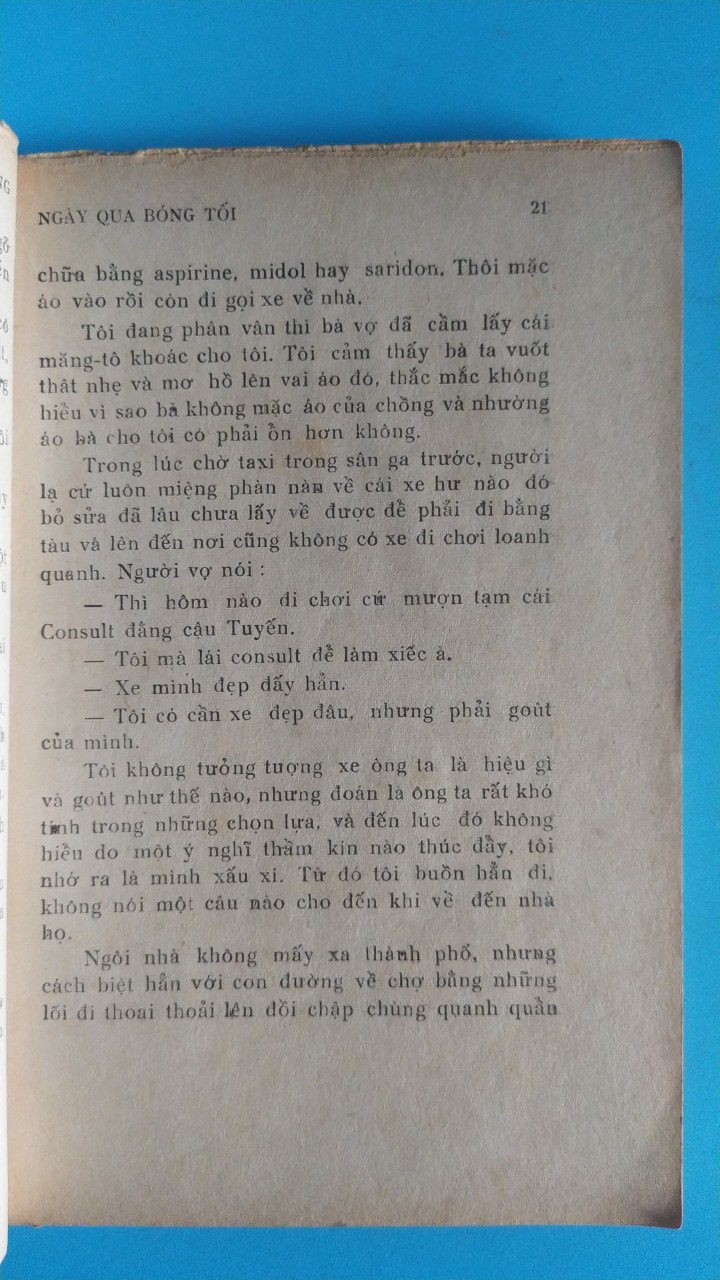 NGÀY QUA BÓNG TỐI 21
chữa bằng aspirine, midol hay saridon. Thôi mặc
áo vào rồi còn đi gọi xe về nhà.
Tôi đang phân vân thì bà vợ đã cầm lấy cái
măng-tô khoác cho tôi. Tôi cảm thấy bà ta vuốt
thật nhẹ và mơ hồ lên vai áo đó, thắc mắc không
hiểu vì sao bà không mặc áo của chồng và nhường
áo bà cho tôi có phải ổn hơn không.
Trong lúc chờ taxi trong sân ga trước, người
lạ cứ luôn miệng phàn nàn về cái xe hư nào đó
bỏ sửa đã lâu chưa lấy về được để phải đi bằng
tàu và lên đến nơi cũng không có xe đi chơi loanh
quanh. Người vợ nói :
— Thì hôm nào đi chơi cứ mượn tạm cái
Consult đằng cậu Tuyến.
— Tôi mà lái consult để làm xiếc à.
— Xe mình đẹp đấy hẳn.
— Tôi có cần xe đẹp đâu, nhưng phải goût
của mình.
Tôi không tưởng tượng xe ông ta là hiệu gì
và goût như thế nào, nhưng đoán là ông ta rất khó
tính trong những chọn lựa, và đến lúc đó không
hiểu do một ý nghĩ thầm kín nào thúc đẩy, tôi
nhớ ra là mình xấu xí. Từ đó tôi buồn hẳn đi,
không nói một câu nào cho đến khi về đến nhà
họ.
Ngôi nhà không mấy xa thành phố, nhưng
cách biệt hẳn với con đường về chợ bằng những
lối đi thoai thoải lên đồi chập chùng quanh quần